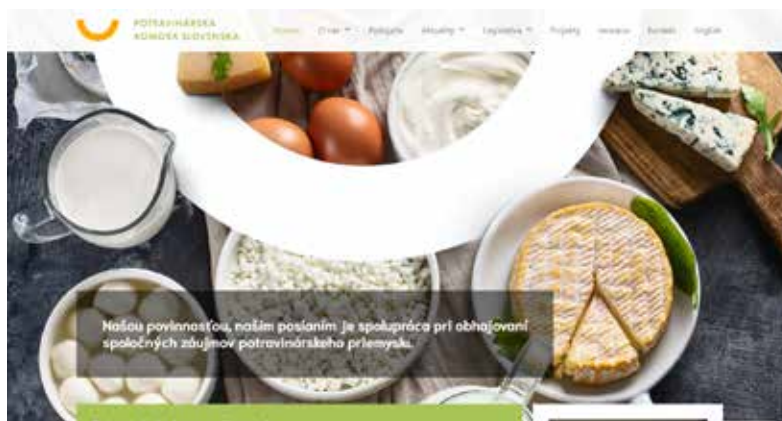 POTRAVINÁRSKA
KOMORA SLOVENSKA
Domov O nás Podujatia Aktuality Legislatíva Projekty Kontakt English
Našou povinnosťou, naším poslaním je spolupráca pri obhajovaní
spoločných záujmov potravinárskeho priemyslu.